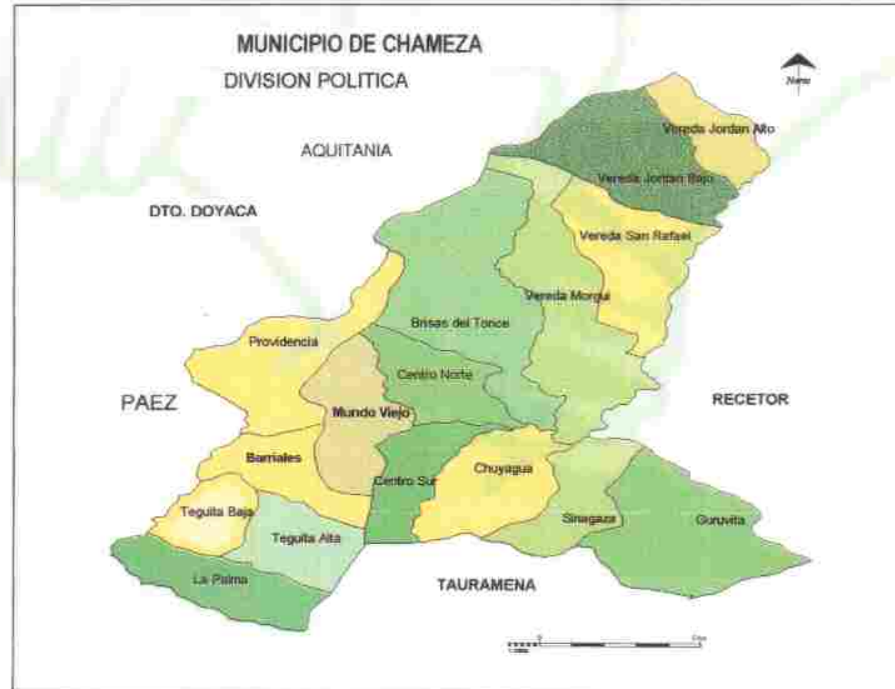 MUNICIPIO DE CHAMEZA
DIVISION POLITICA
Norte
AQUITANIA
Vereda Jordan Alto
Vereda Jordan Bajo
DTO. DOYACA
Vereda San Rafael
Vereda Morgui
Brisas del Tonce
Providencia
Centro Norte
PAEZ
Mundo Viejo
RECETOR
Barriales
Chuyagua
Centro Sur
Teguita Baja
Sinagaza
Guruvita
Teguita Alta
La Palma
TAURAMENA
0